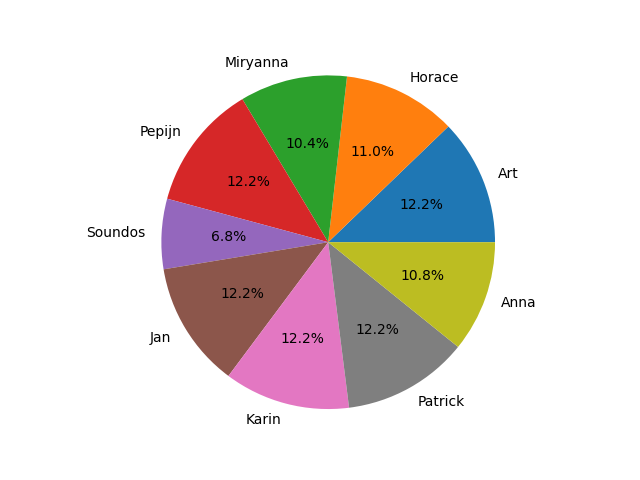 Miryanna
Horace
Pepijn
10.4%
11.0%
Art
12.2%
12.2%
Soundos
6.8%
10.8%
12.2%
Anna
Jan
12.2%
12.2%
Patrick
Karin